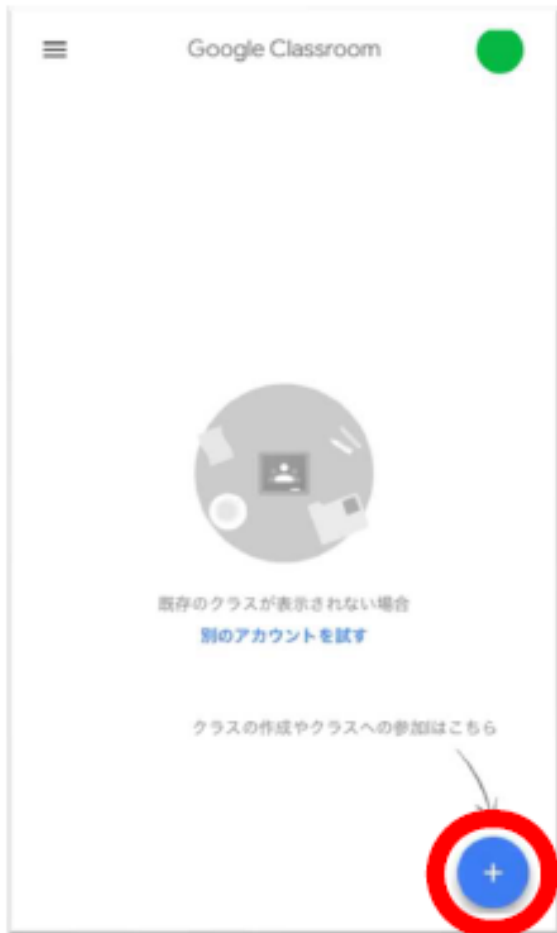 Google Classroom
既存のクラスが表示されない場合
別のアカウントを試す
クラスの作成やクラスへの参加はこちら
+